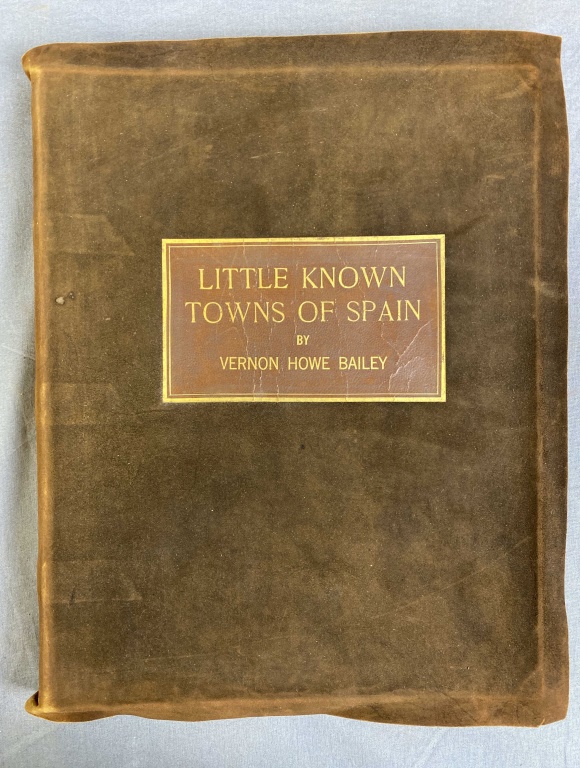 LITTLE KNOWN
TOWNS OF SPAIN
BY
VERNON HOWE BAILEY